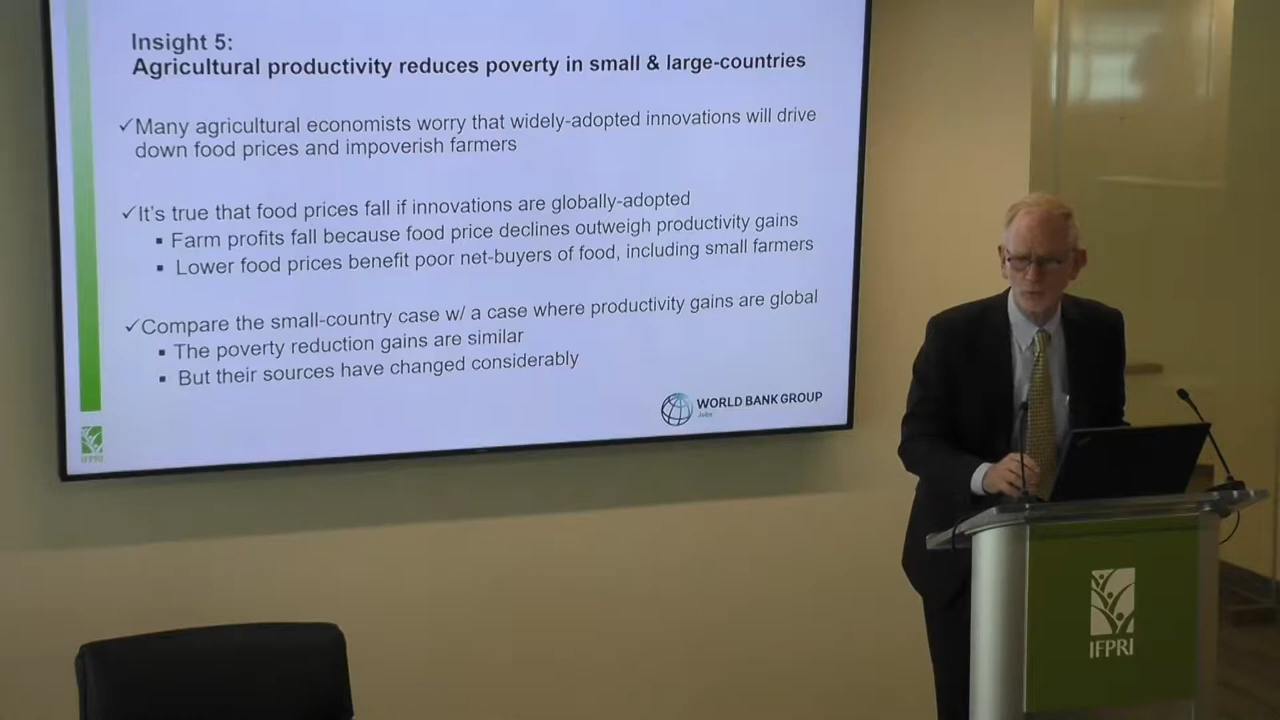 Insight 5:
Agricultural productivity reduces poverty in small & large-countries
✓Many agricultural economists worry that widely-adopted innovations will drive
down food prices and impoverish farmers
✓It's true that food prices fall if innovations are globally-adopted
▪ Farm profits fall because food price declines outweigh productivity gains
▪ Lower food prices benefit poor net-buyers of food, including small farmers
✓Compare the small-country case w/ a case where productivity gains are global
▪ The poverty reduction gains are similar
▪ But their sources have changed considerably
WORLD BANK GROUP
Jobs
IFPRI
IFPRI